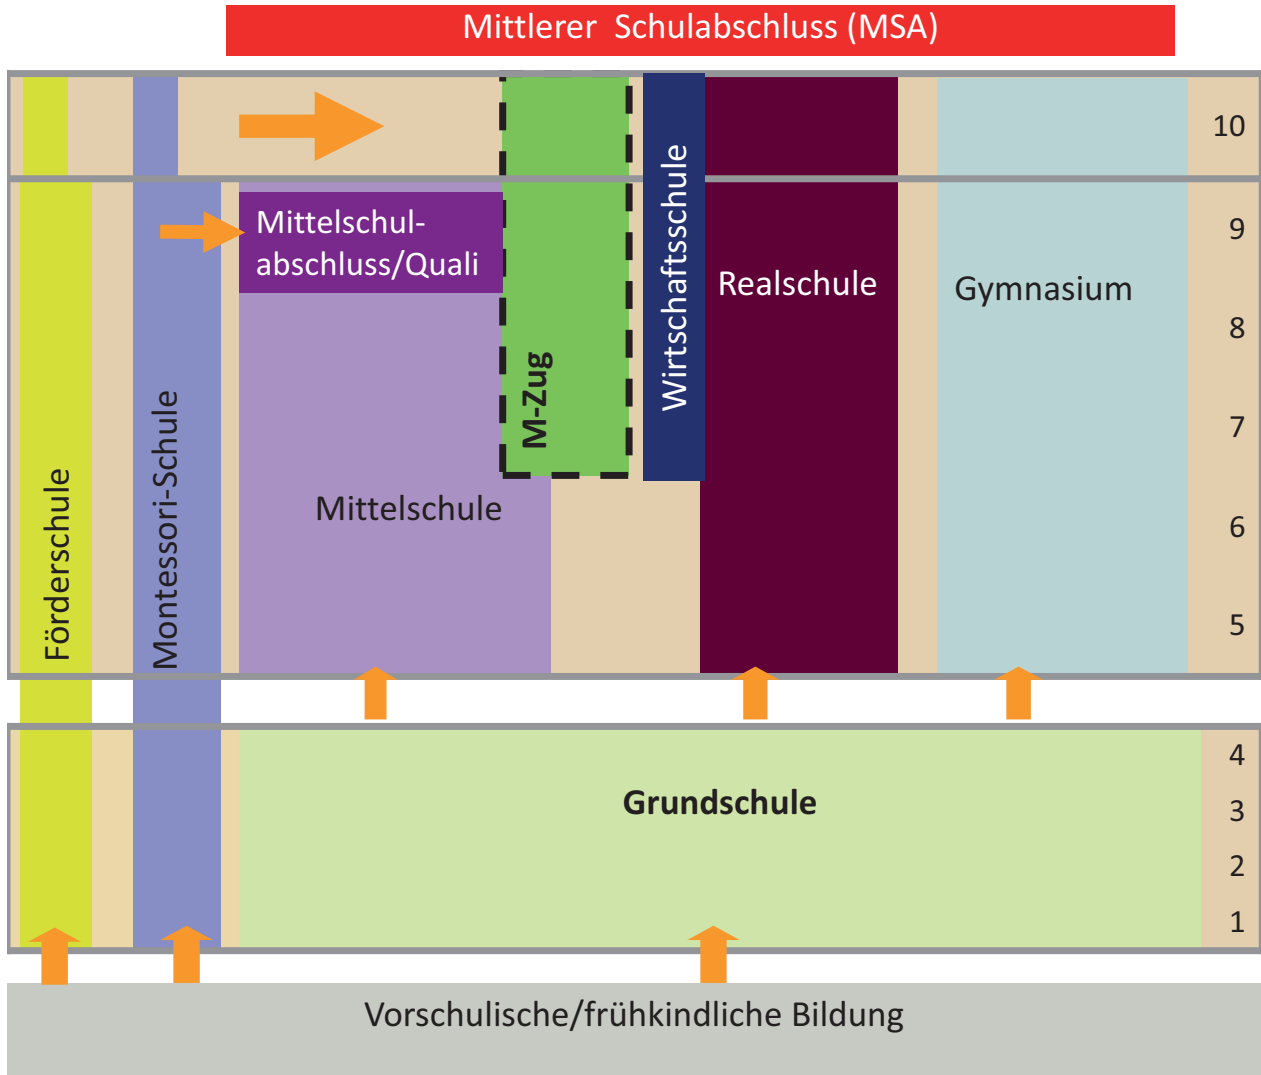 Mittlerer Schulabschluss (MSA)
10
Mittelschul-
abschluss/Quali
9
Wirtschaftsschule
Realschule
Gymnasium
8
M-Zug
7
Montessori-Schule
Förderschule
Mittelschule
6
5
4
Grundschule
3
2
1
Vorschulische/frühkindliche Bildung